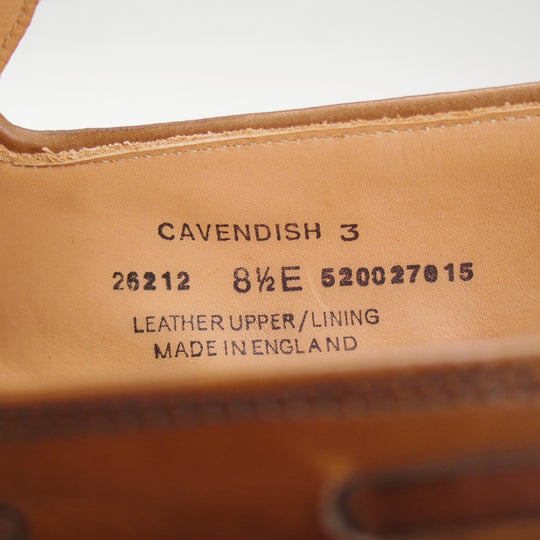 CAVENDISH 3
26212 8½E 520027815
LEATHER UPPER/LINING
MADE IN ENGLAND